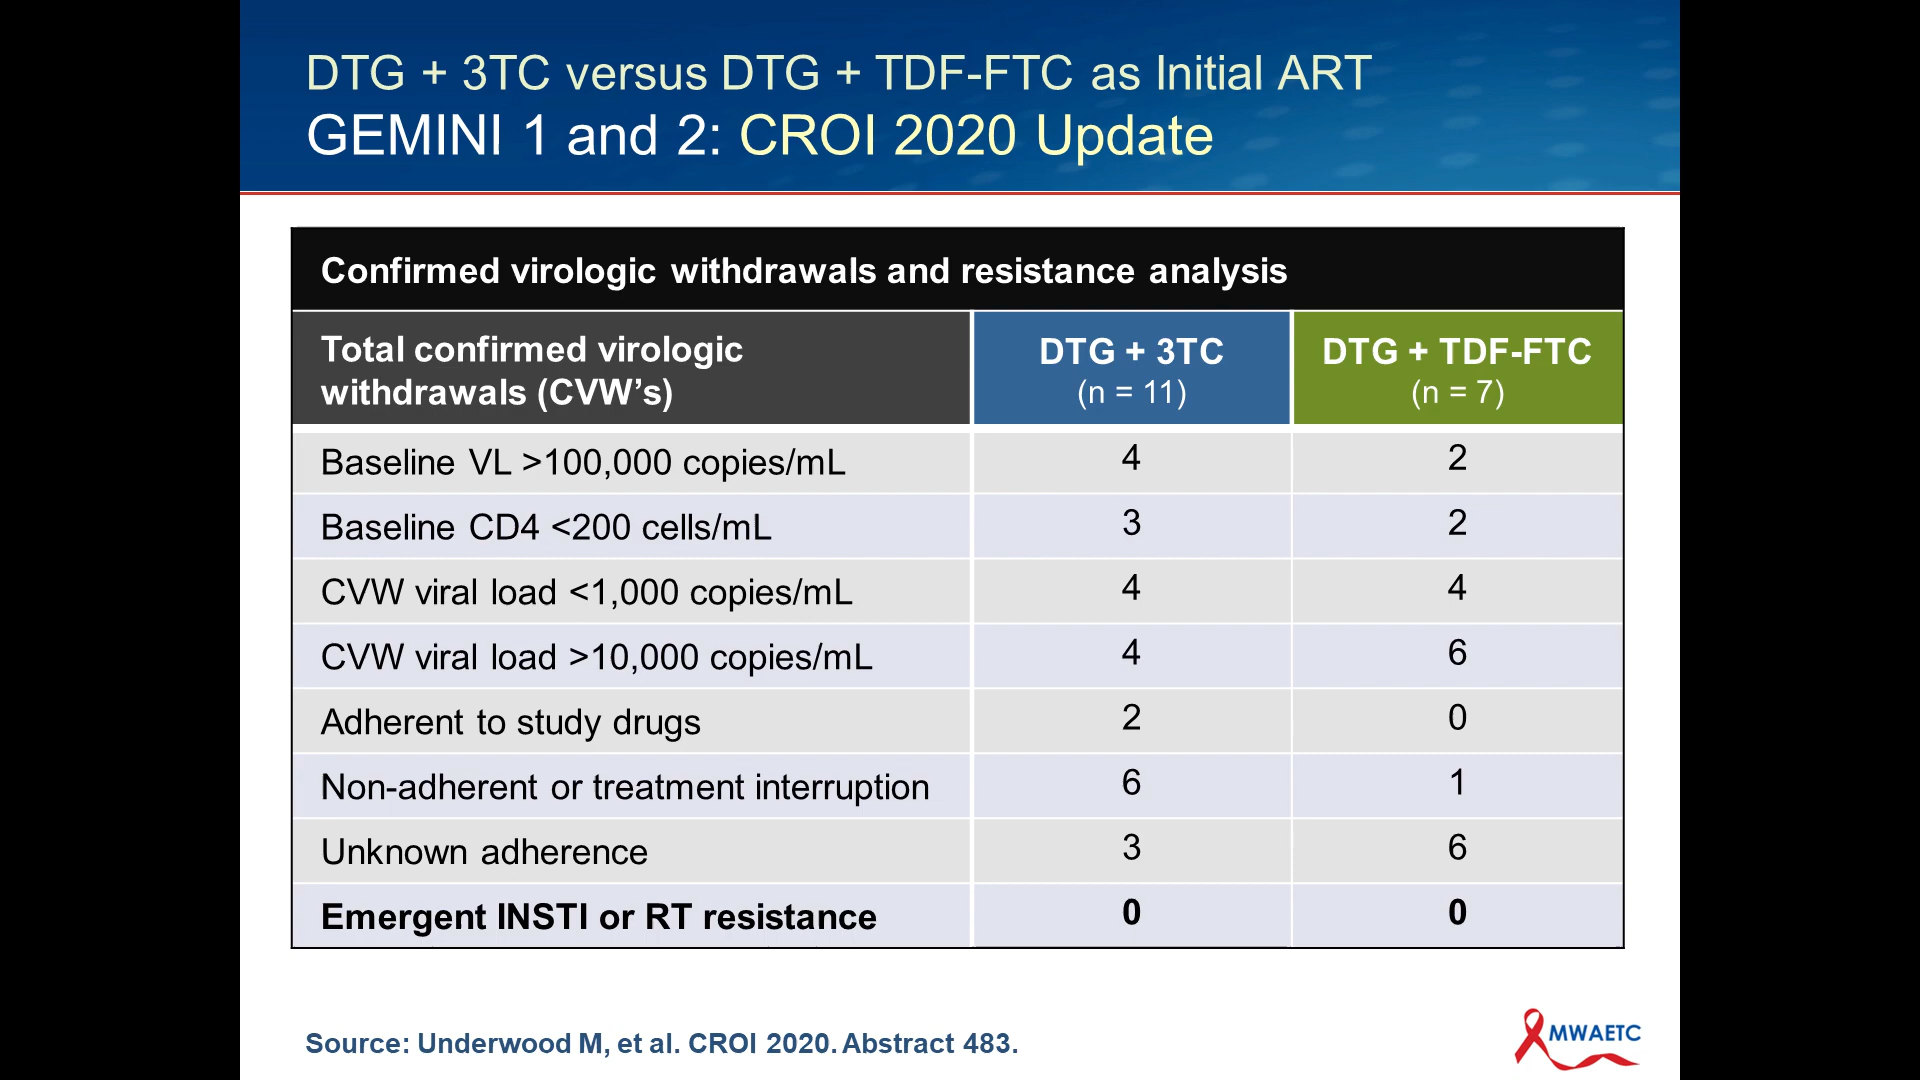 DTG + 3TC versus DTG + TDF-FTC as Initial ART
GEMINI 1 and 2: CROI 2020 Update
Confirmed virologic withdrawals and resistance analysis
Total confirmed virologic
withdrawals (CVW’s)
DTG + 3TC
(n = 11)
DTG + TDF-FTC
(n = 7)
Baseline VL >100,000 copies/mL 4 2
Baseline CD4 <200 cells/mL 3 2
CVW viral load <1,000 copies/mL 4 4
CVW viral load >10,000 copies/mL 4 6
Adherent to study drugs 2 0
Non-adherent or treatment interruption 6 1
Unknown adherence 3 6
Emergent INSTI or RT resistance 0 0
Source: Underwood M, et al. CROI 2020. Abstract 483.
MWAETC